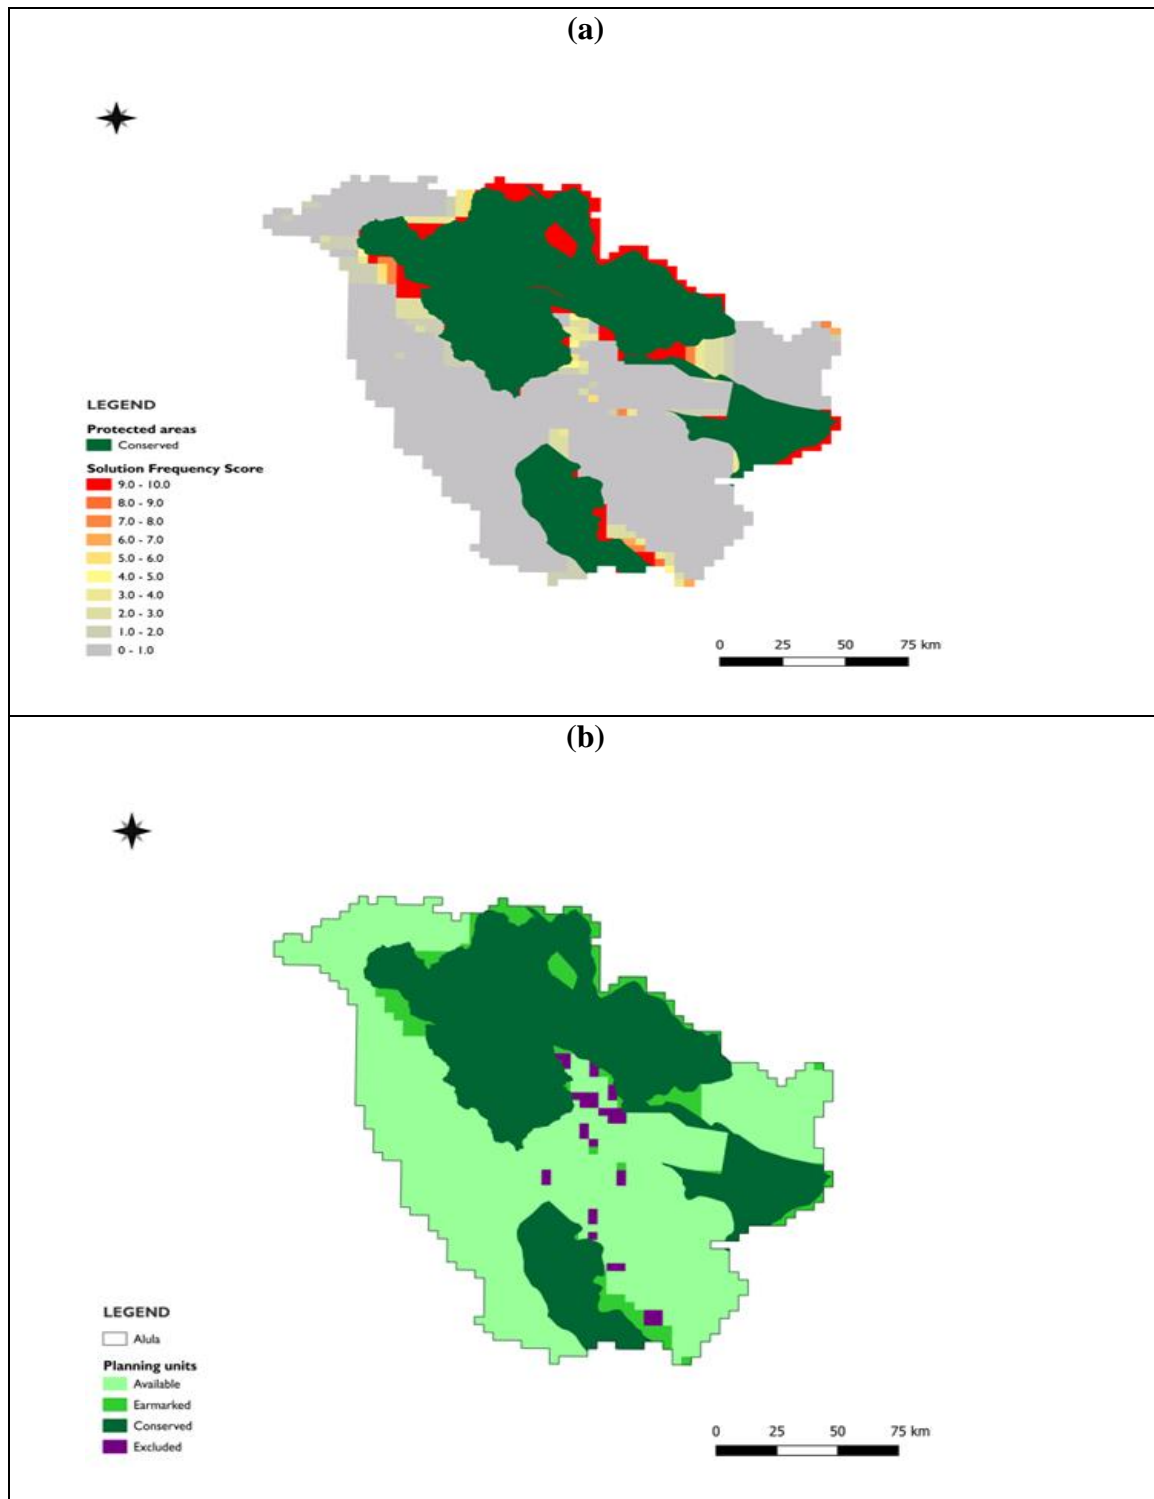 (a)
LEGEND
Protected areas
Conserved
Solution Frequency Score
9.0 - 10.0
8.0 - 9.0
7.0 - 8.0
6.0 - 7.0
5.0 - 6.0
4.0 - 5.0
3.0 - 4.0
2.0 - 3.0
1.0 - 2.0
0 - 1.0
0 25 50 75 km
(b)
LEGEND
Alula
Planning units
Available
Earmarked
Conserved
Excluded
0 25 50 75 km